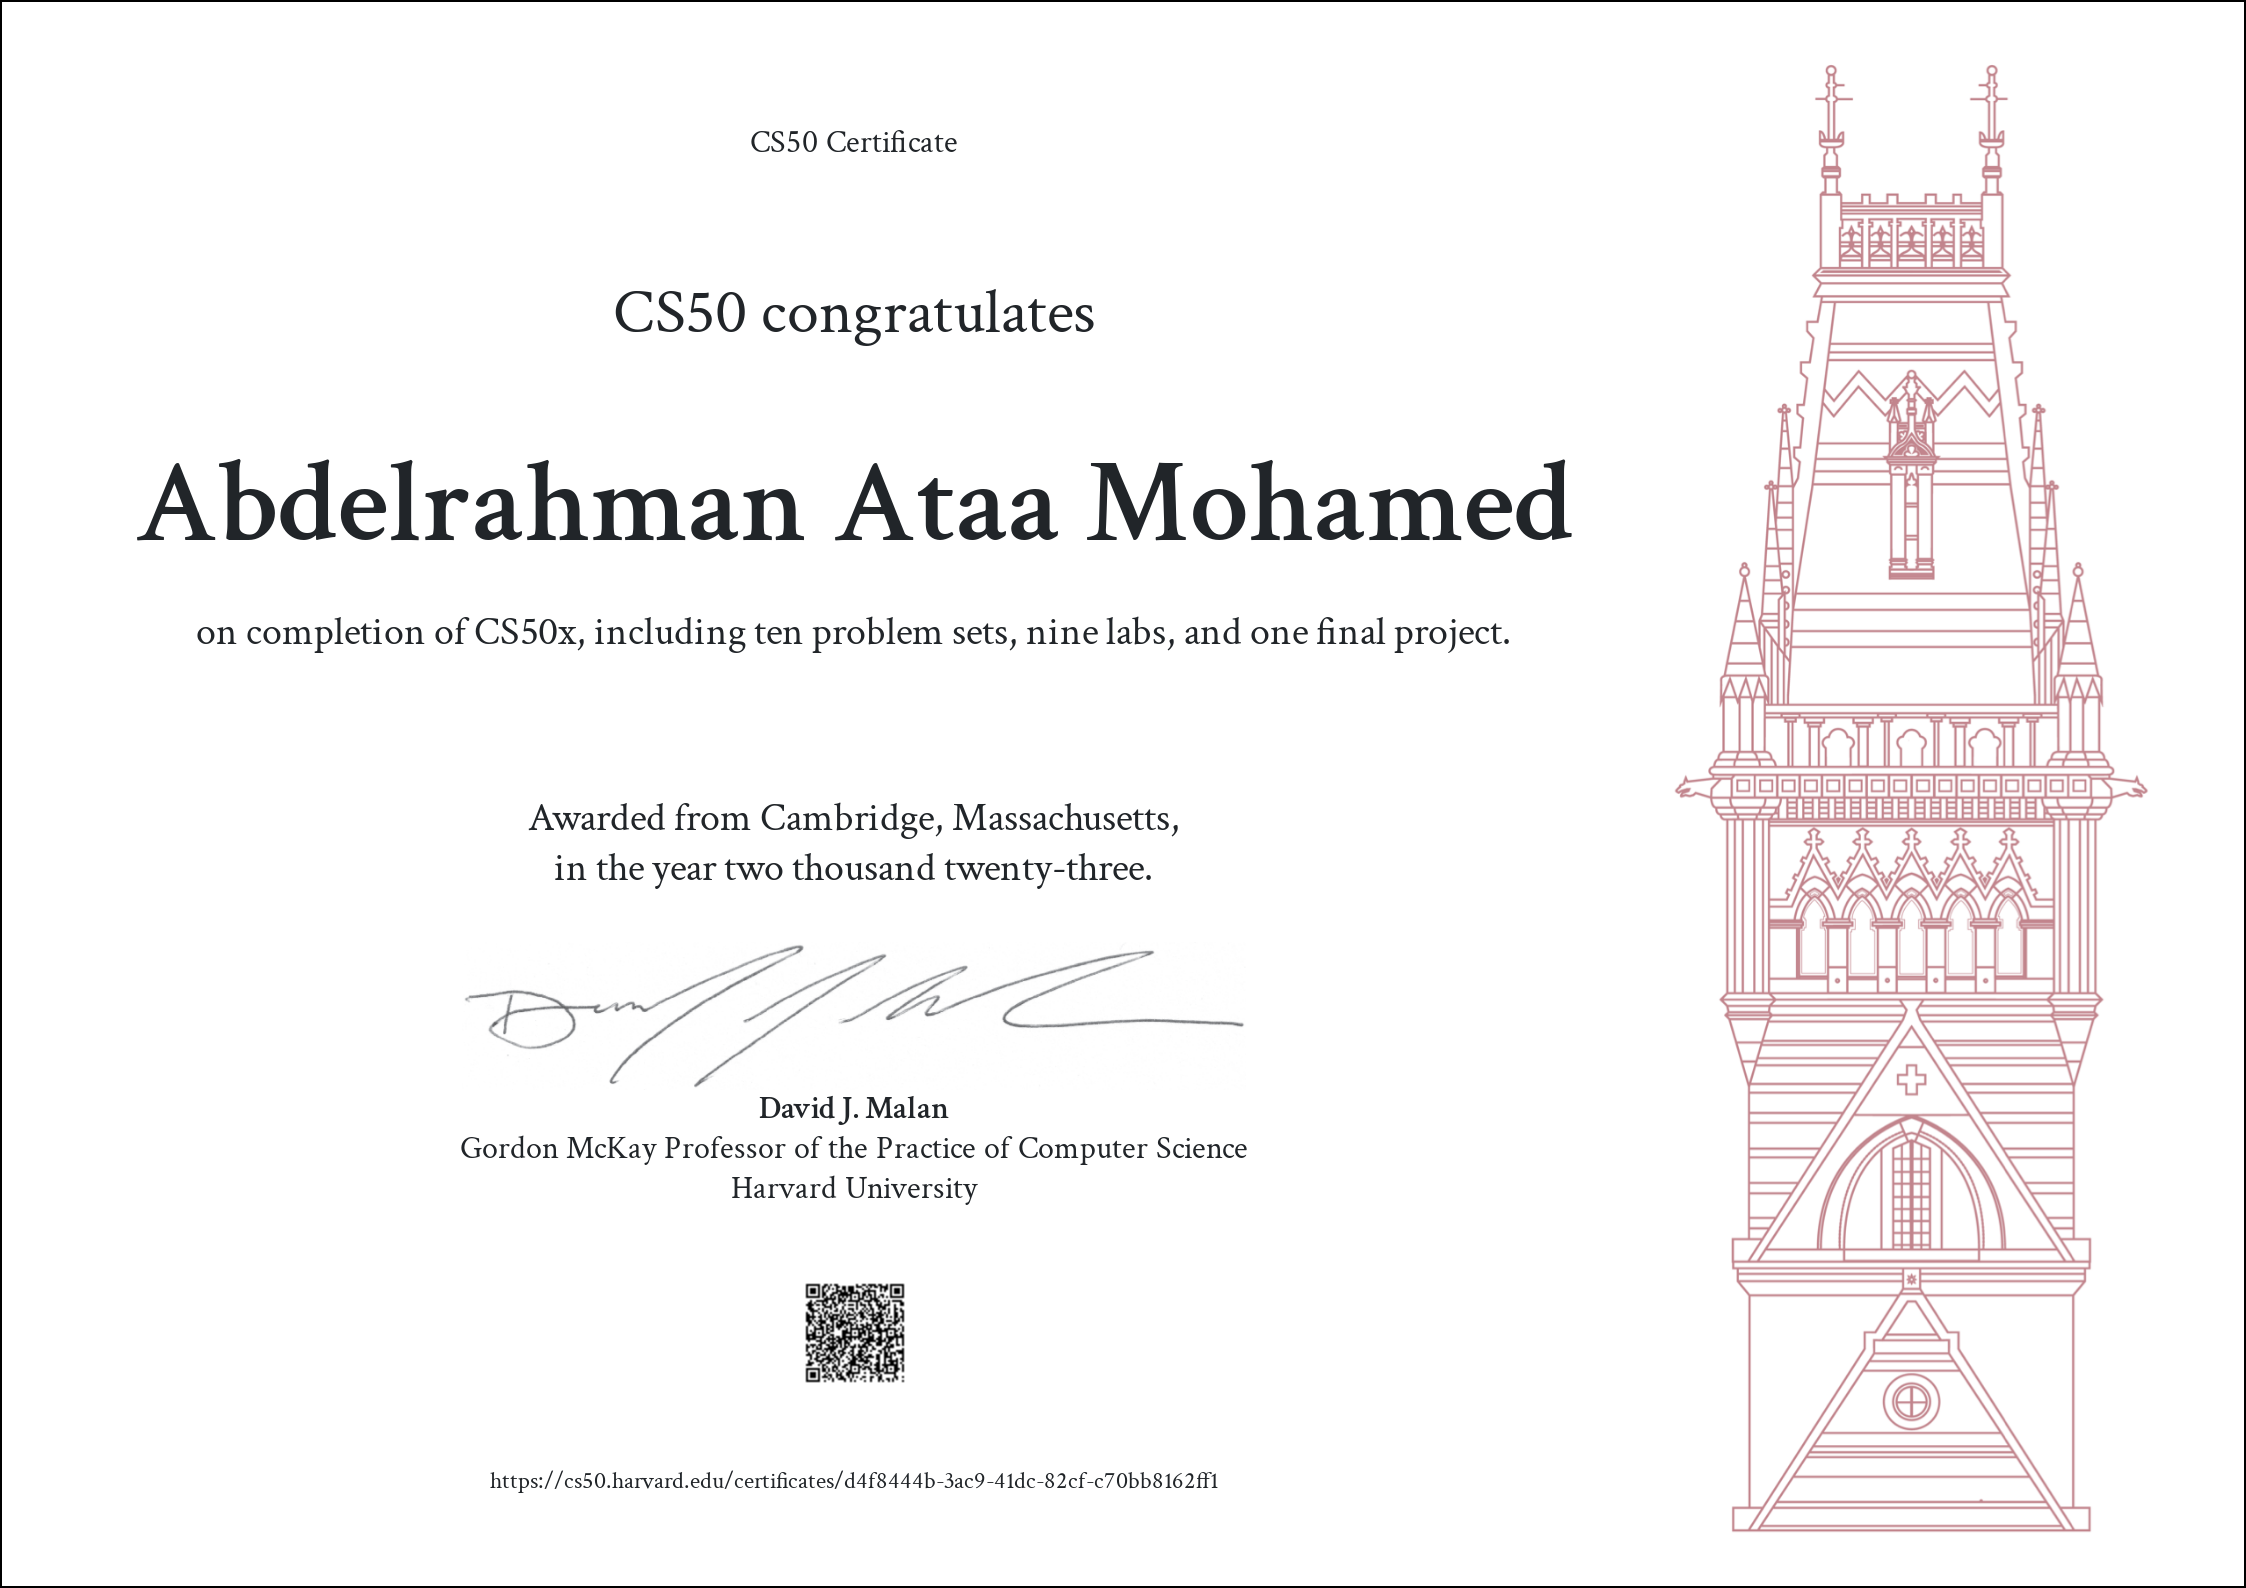 CS50 Certificate
CS50 congratulates
Abdelrahman Ataa Mohamed
on completion of CS50x, including ten problem sets, nine labs, and one final project.
Awarded from Cambridge, Massachusetts,
in the year two thousand twenty-three.
David J. Malan
Gordon McKay Professor of the Practice of Computer Science
Harvard University
https://cs50.harvard.edu/certificates/d4f8444b-3ac9-41dc-82cf-c70bb8162ff1